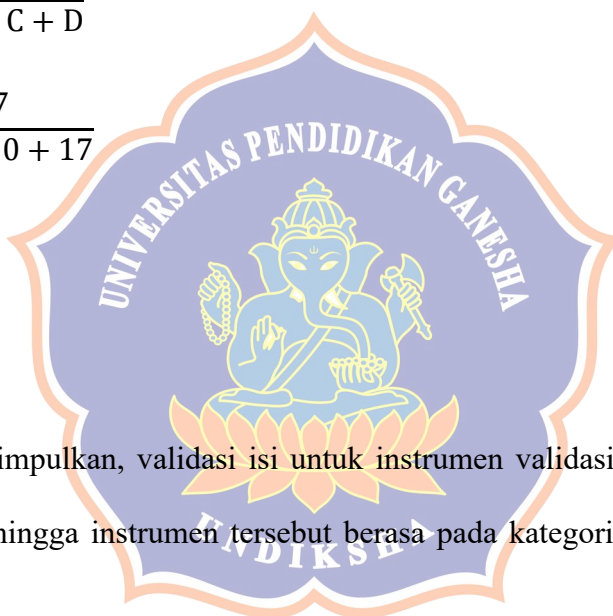 C + D
7
0 + 17
UNIVERSITAS PENDIDIKAN GANESHA
impulkan, validasi isi untuk instrumen validasi
hingga instrumen tersebut berasa pada kategori
UNDIKSHA